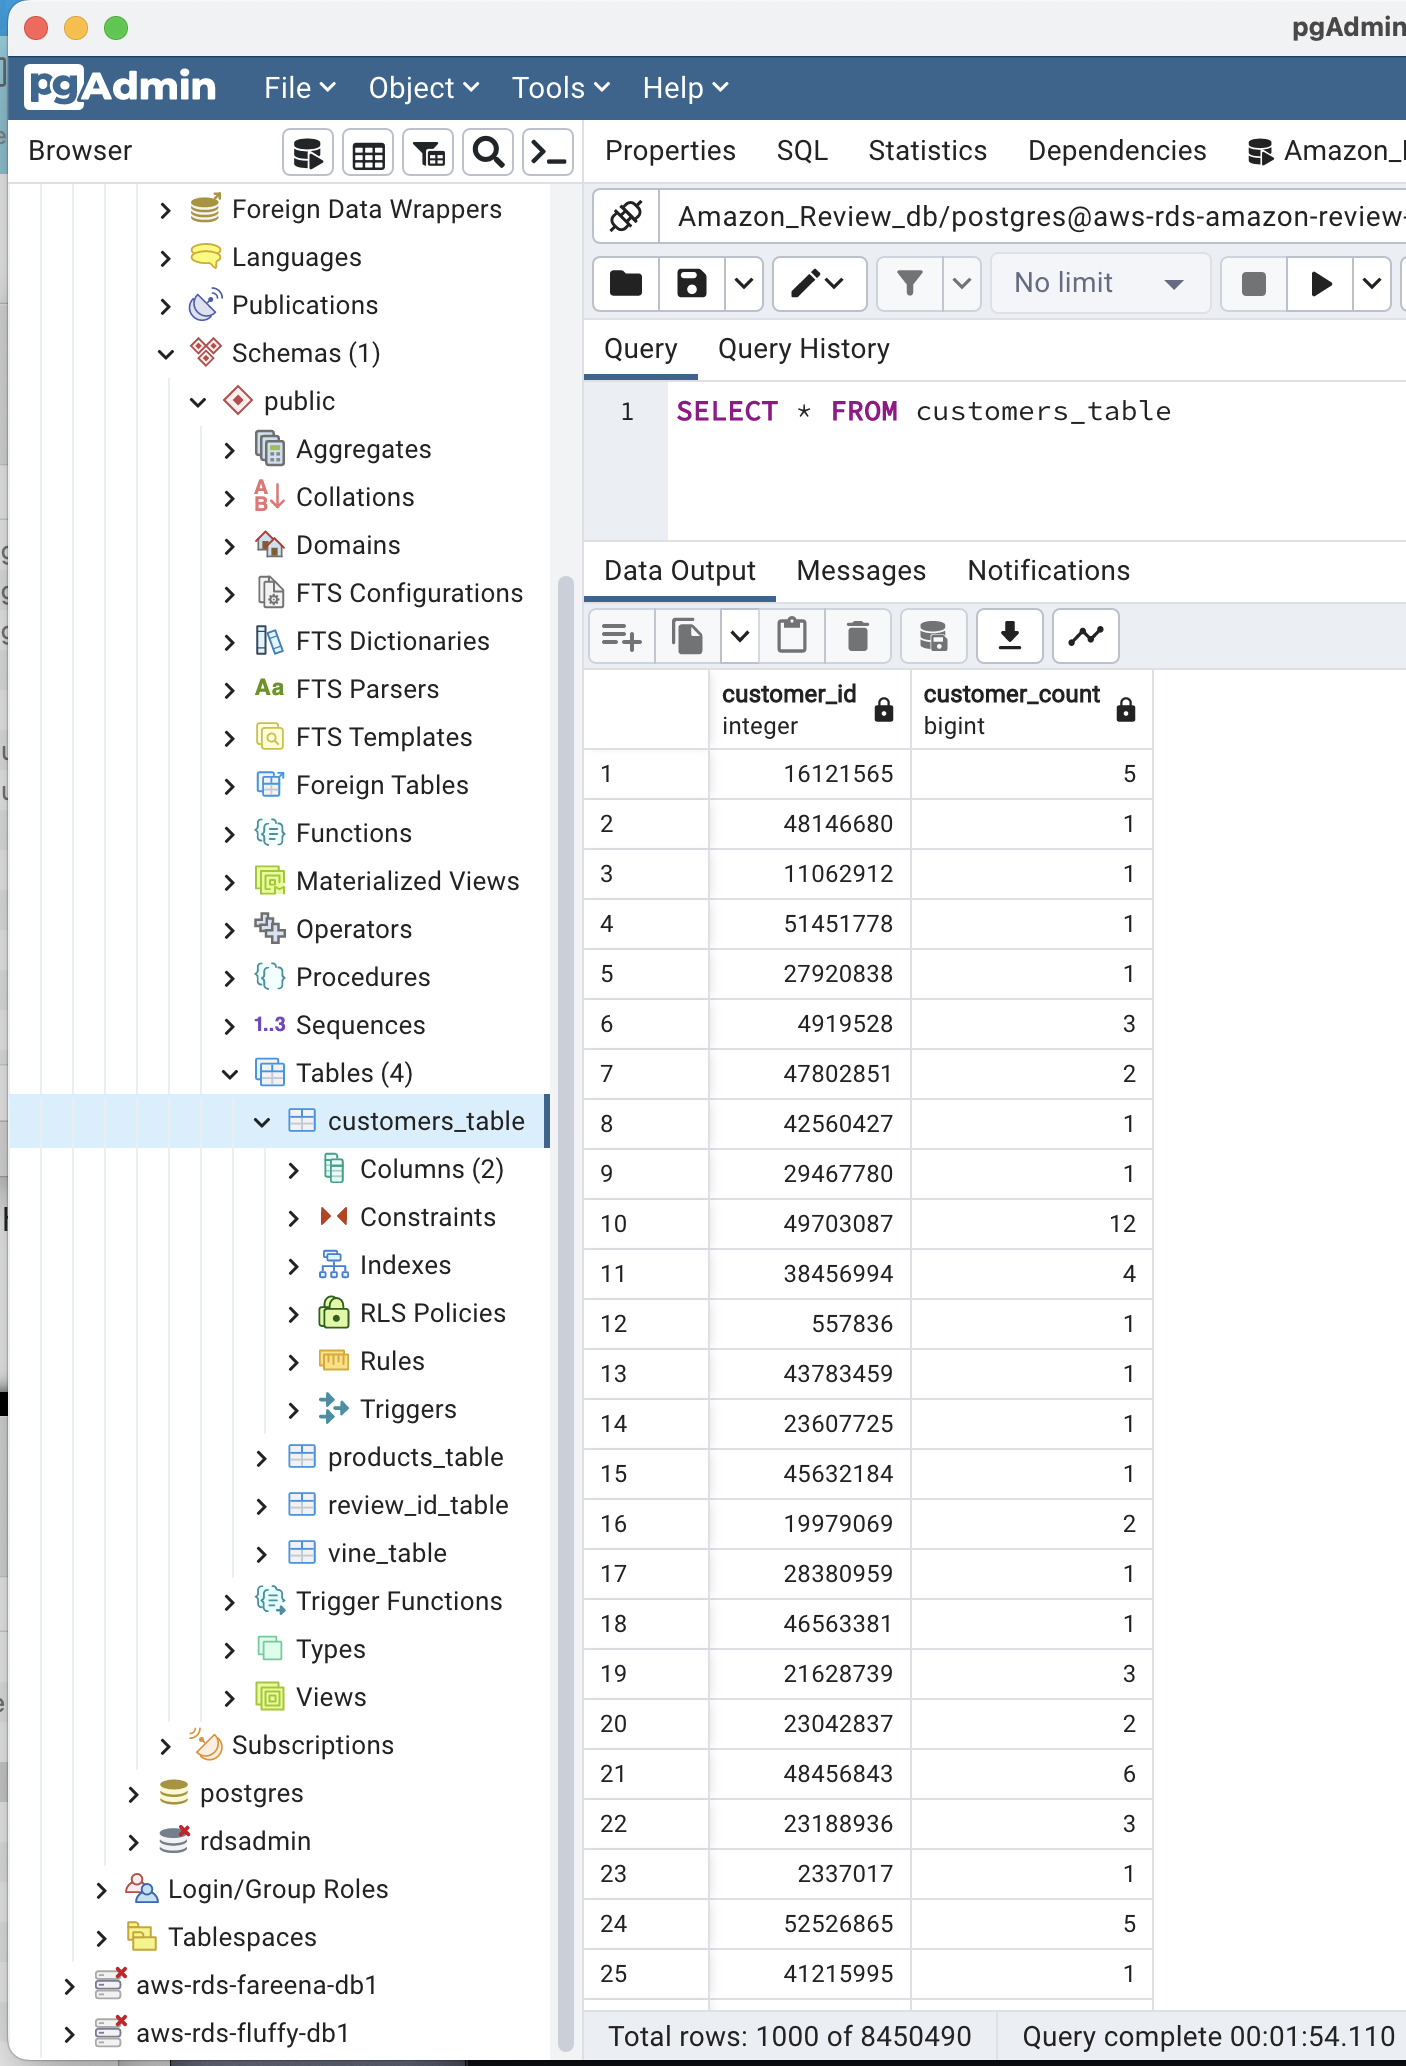 pgAdmin
pgAdmin File Object Tools Help
Browser
Properties SQL Statistics Dependencies
Foreign Data Wrappers
Languages
Publications
Schemas (1)
public
Aggregates
Collations
Domains
FTS Configurations
FTS Dictionaries
Aa FTS Parsers
FTS Templates
Foreign Tables
Functions
Materialized Views
Operators
Procedures
1..3 Sequences
Tables (4)
customers_table
Columns (2)
Constraints
Indexes
RLS Policies
Rules
Triggers
products_table
review_id_table
vine_table
Trigger Functions
Types
Views
Subscriptions
postgres
rdsadmin
Login/Group Roles
Tablespaces
aws-rds-fareena-db1
aws-rds-fluffy-db1
Amazon_Review_db/postgres@aws-rds-amazon-review-
No limit
Query Query History
1 SELECT * FROM customers_table
Data Output Messages Notifications
customer_id customer_count
integer bigint
1 16121565 5
2 48146680 1
3 11062912 1
4 51451778 1
5 27920838 1
6 4919528 3
7 47802851 2
8 42560427 1
9 29467780 1
10 49703087 12
11 38456994 4
12 557836 1
13 43783459 1
14 23607725 1
15 45632184 1
16 19979069 2
17 28380959 1
18 46563381 1
19 21628739 3
20 23042837 2
21 48456843 6
22 23188936 3
23 2337017 1
24 52526865 5
25 41215995 1
Total rows: 1000 of 8450490 Query complete 00:01:54.110